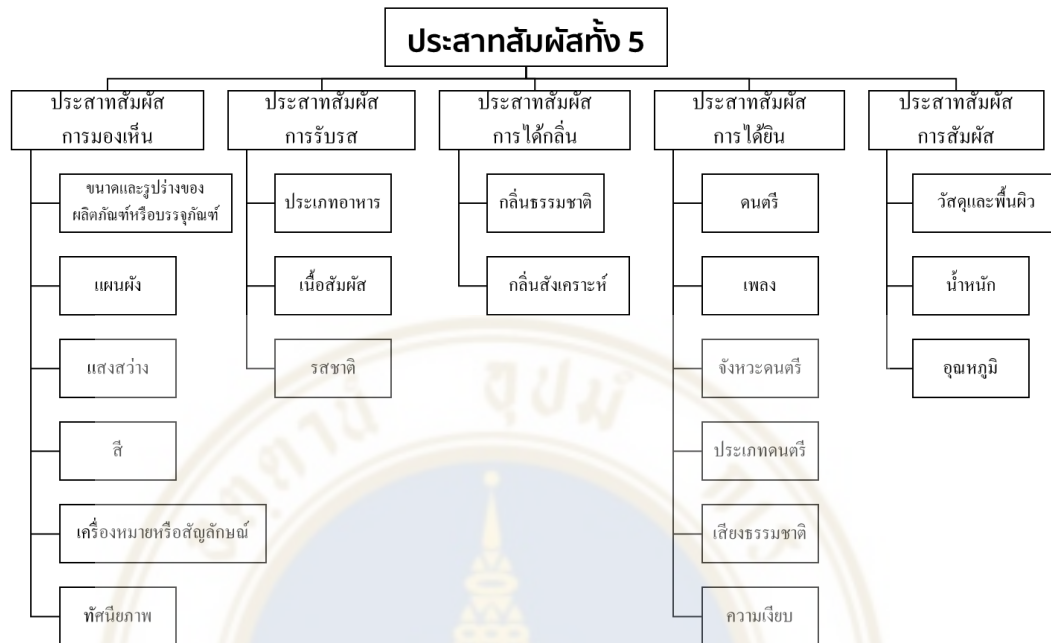 ประสาทสัมผัสทั้ง 5
ประสาทสัมผัส
การมองเห็น
ขนาดและรูปร่างของ
ผลิตภัณฑ์หรือบรรจุภัณฑ์
แผนผัง
แสงสว่าง
สี
เครื่องหมายหรือสัญลักษณ์
ทัศนียภาพ
ประสาทสัมผัส
การรับรส
ประเภทอาหาร
เนื้อสัมผัส
รสชาติ
ประสาทสัมผัส
การได้กลิ่น
กลิ่นธรรมชาติ
กลิ่นสังเคราะห์
ประสาทสัมผัส
การได้ยิน
ดนตรี
เพลง
จังหวะดนตรี
ประเภทดนตรี
เสียงธรรมชาติ
ความเงียบ
ประสาทสัมผัส
การสัมผัส
วัสดุและพื้นผิว
น้ำหนัก
อุณหภูมิ